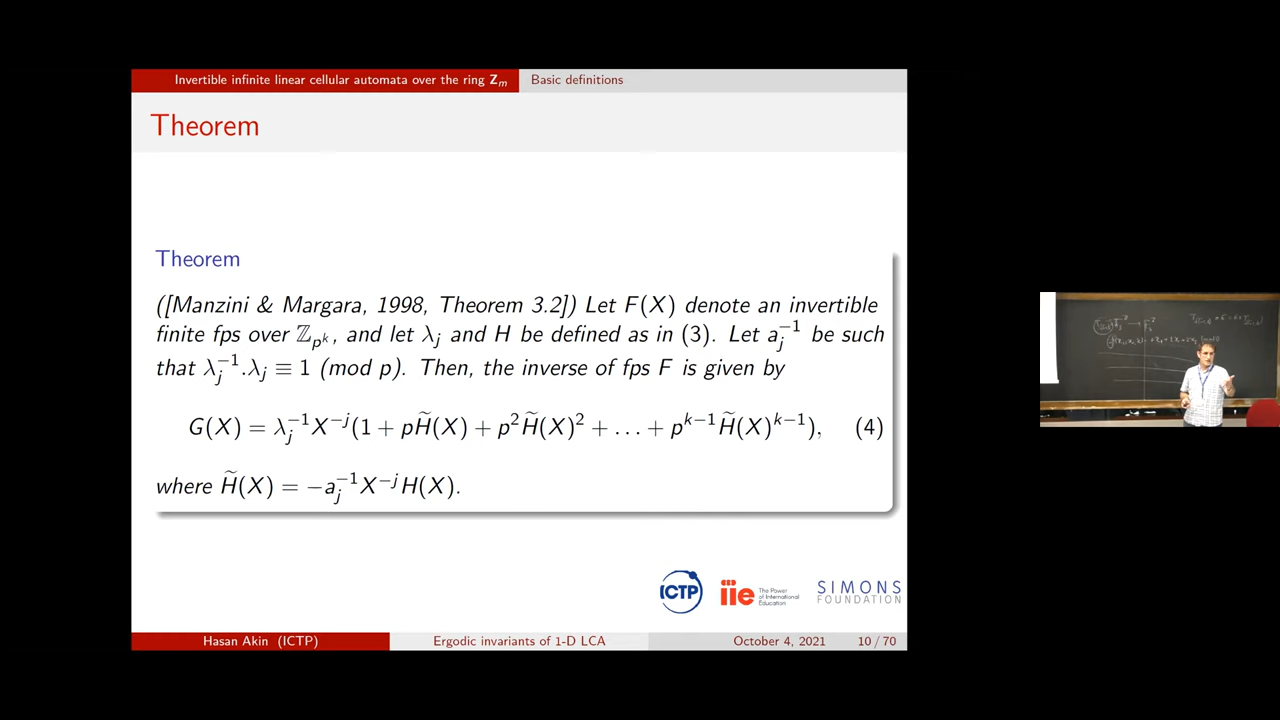 Invertible infinite linear cellular automata over the ring Z_m Basic definitions
Theorem
Theorem
([Manzini & Margara, 1998, Theorem 3.2]) Let F(X) denote an invertible
finite fps over ℤ_{p^k}, and let λ_j and H be defined as in (3). Let a_j^{-1} be such
that λ_j^{-1}.λ_j ≡ 1 (mod p). Then, the inverse of fps F is given by
G(X) = λ_j^{-1}X^{-j}(1 + pH̃(X) + p^2H̃(X)^2 + ... + p^{k-1}H̃(X)^{k-1}), (4)
where H̃(X) = −a_j^{-1}X^{-j}H(X).
ICTP
iie The Power of International Education
SIMONS FOUNDATION
Hasan Akin (ICTP) Ergodic invariants of 1-D LCA October 4, 2021 10 / 70